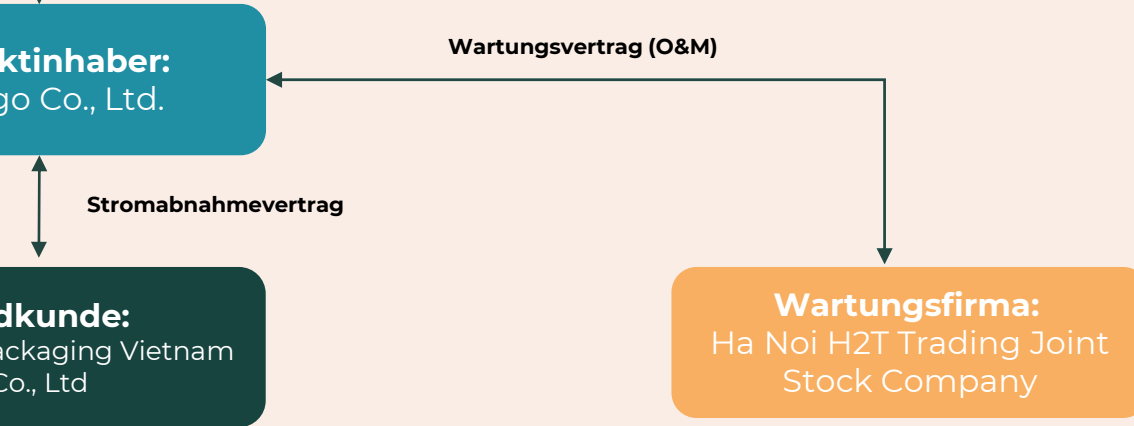 Wartungsvertrag (O&M)
ktinhaber:
go Co., Ltd.
Stromabnahmevertrag
dkunde:
ackaging Vietnam
Co., Ltd
Wartungsfirma:
Ha Noi H2T Trading Joint
Stock Company